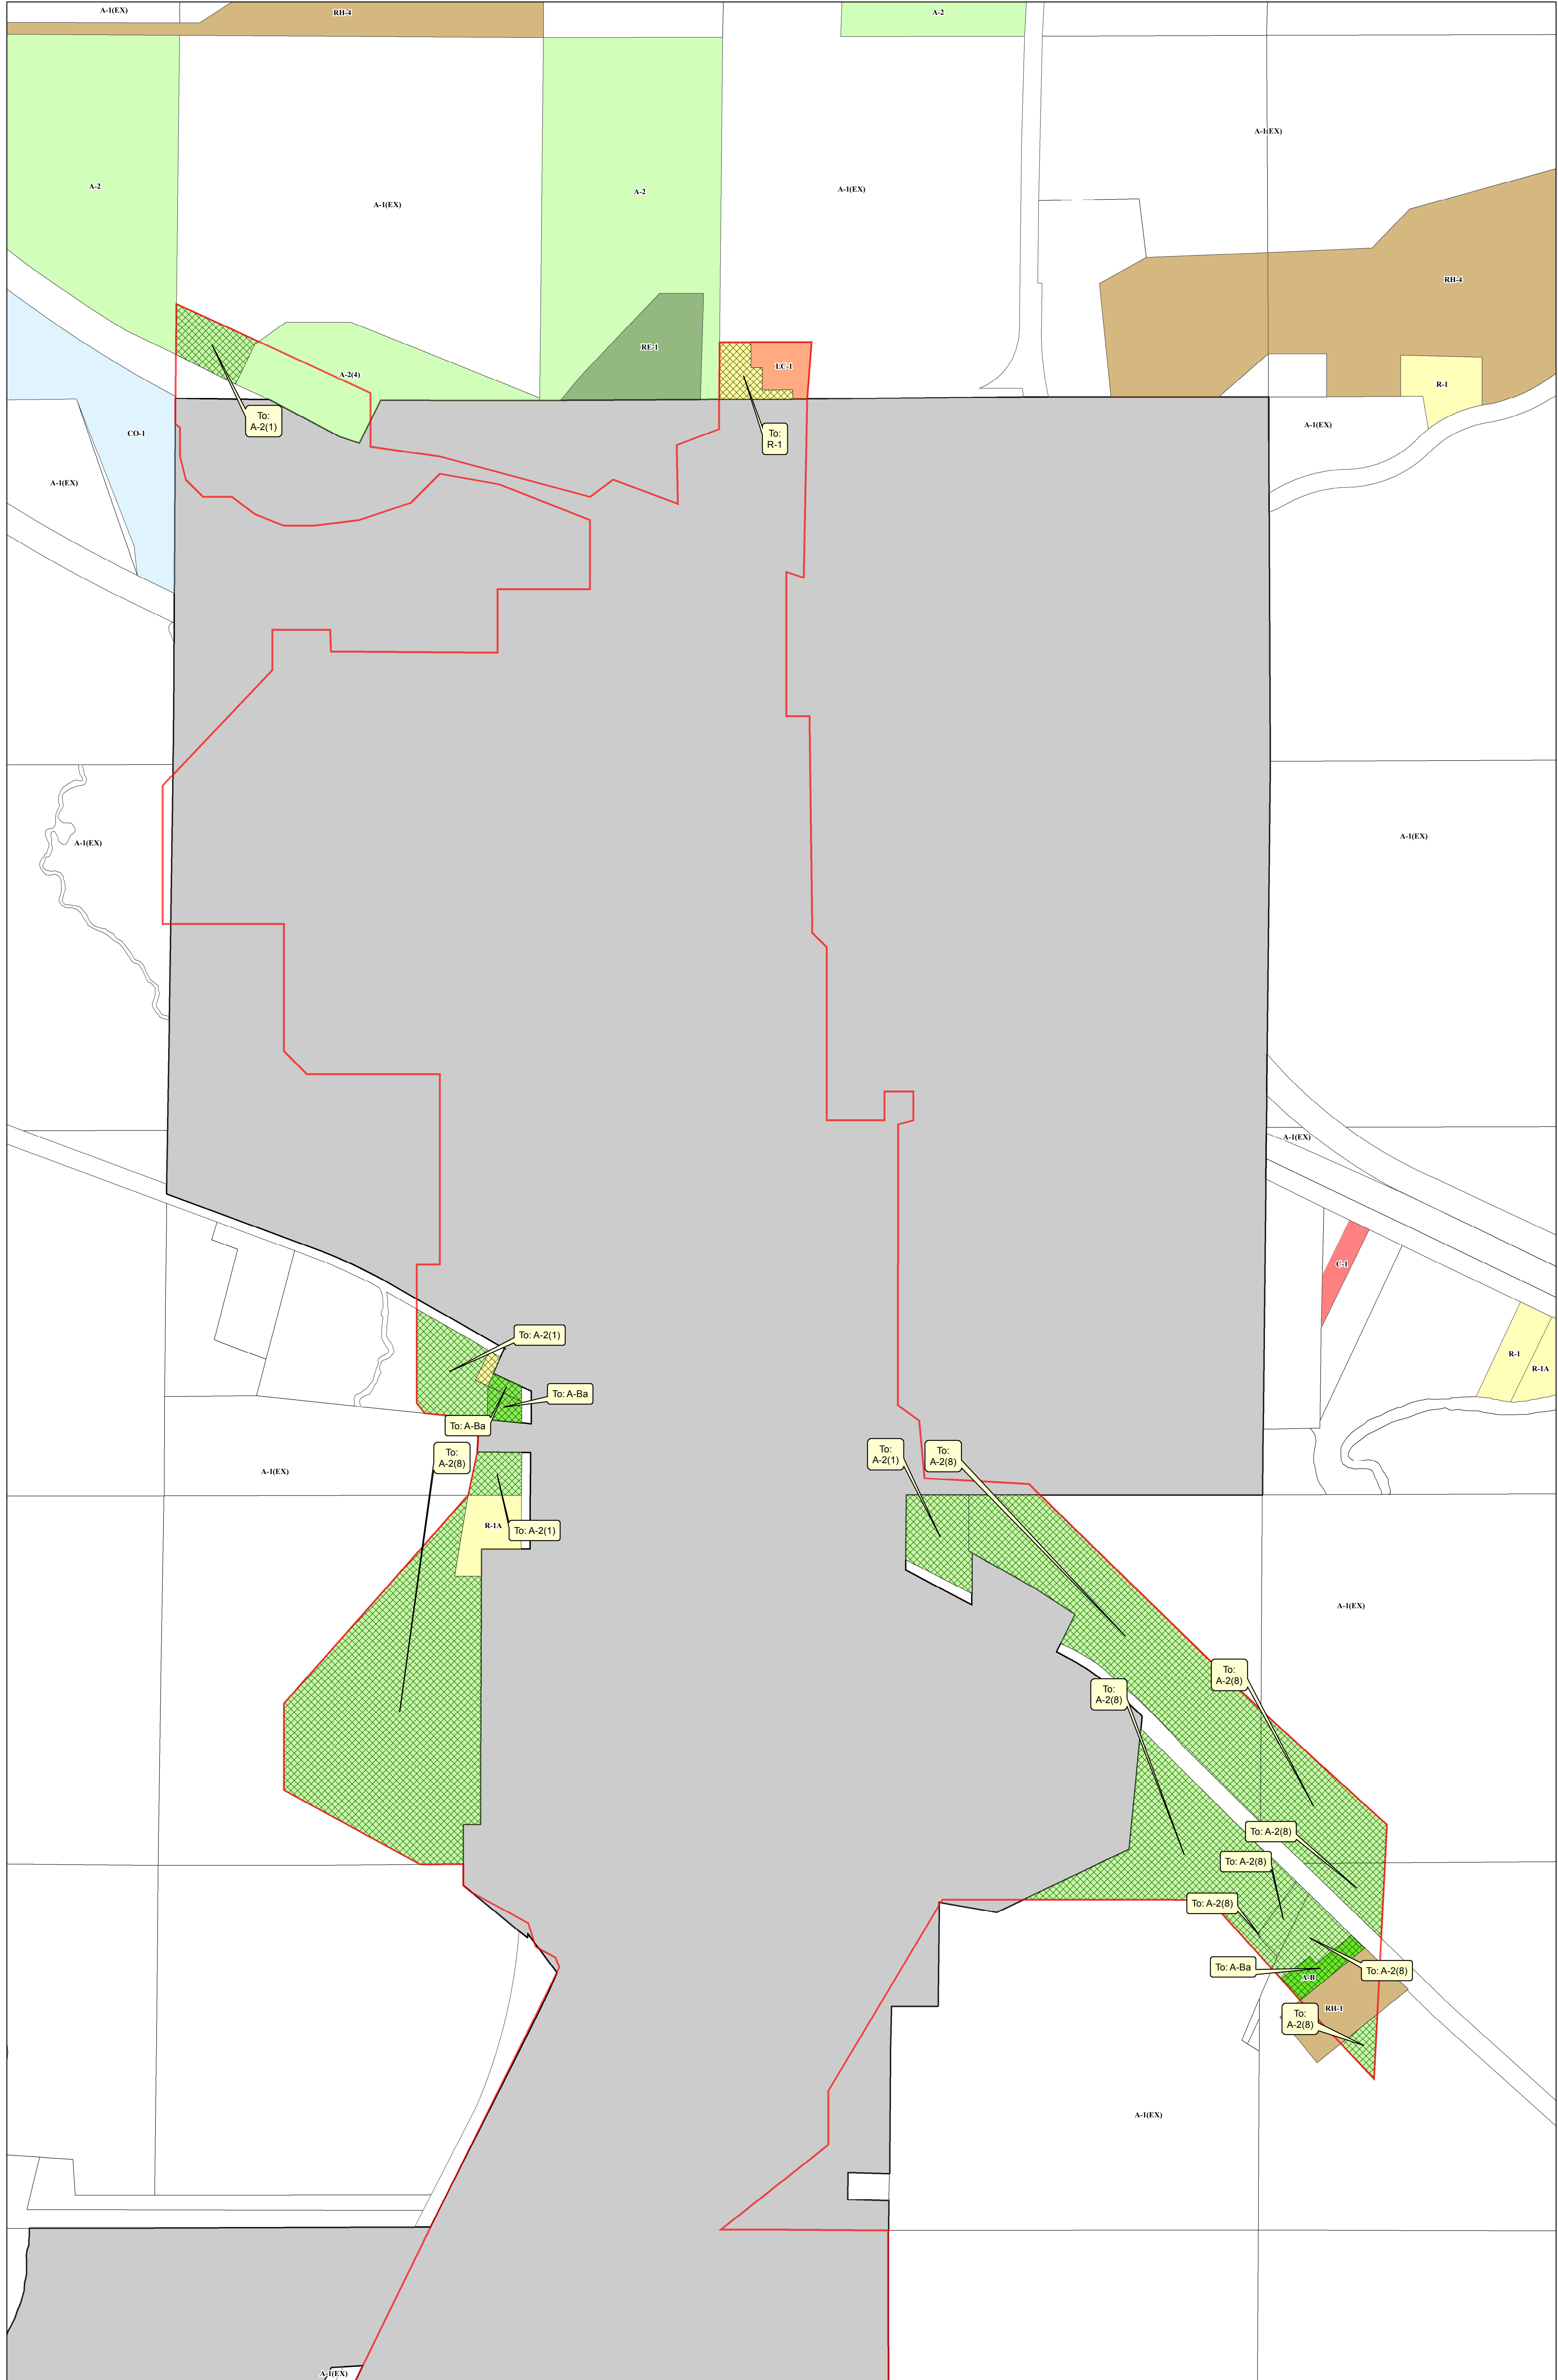 A-1(EX)
RH-4
A-2
A-1(EX)
A-2
A-1(EX)
A-2
A-1(EX)
A-1(EX)
RH-4
RE-1
LC-1
A-2(4)
R-1
To:
A-2(1)
To:
R-1
A-1(EX)
CO-1
A-1(EX)
A-1(EX)
A-1(EX)
A-1(EX)
C-1
To: A-2(1)
R-1
R-1A
To: A-Ba
To: A-Ba
To:
A-2(8)
To:
A-2(1)
To:
A-2(8)
A-1(EX)
R-1A
To: A-2(1)
A-1(EX)
To:
A-2(8)
To:
A-2(8)
To: A-2(8)
To: A-2(8)
To: A-2(8)
To: A-Ba
To: A-2(8)
A-B
RH-1
To:
A-2(8)
A-1(EX)
A-1(EX)